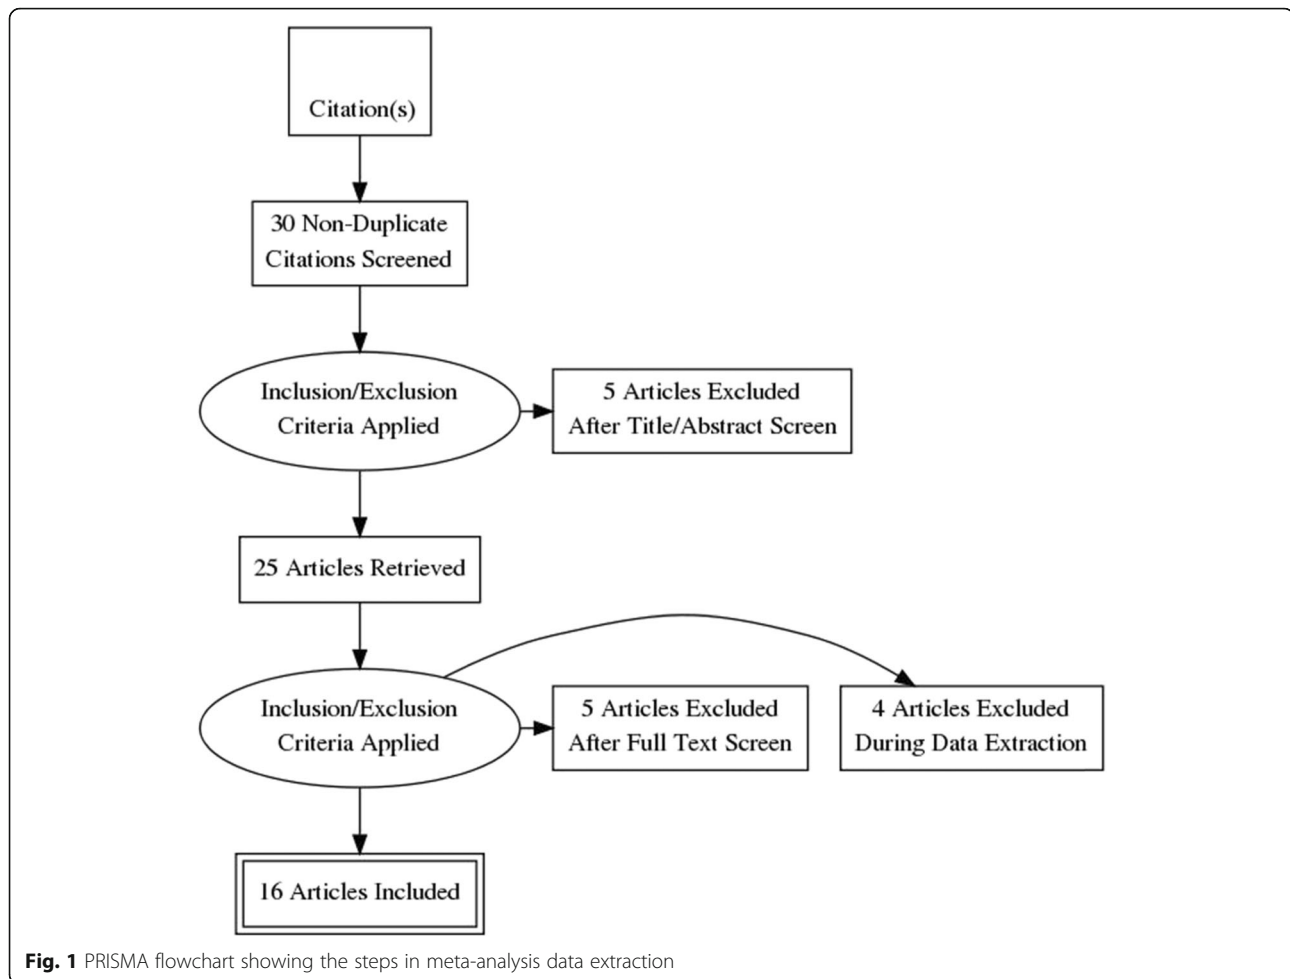 Citation(s)
30 Non-Duplicate
Citations Screened
Inclusion/Exclusion
Criteria Applied
5 Articles Excluded
After Title/Abstract Screen
25 Articles Retrieved
Inclusion/Exclusion
Criteria Applied
5 Articles Excluded
After Full Text Screen
4 Articles Excluded
During Data Extraction
16 Articles Included
Fig. 1 PRISMA flowchart showing the steps in meta-analysis data extraction